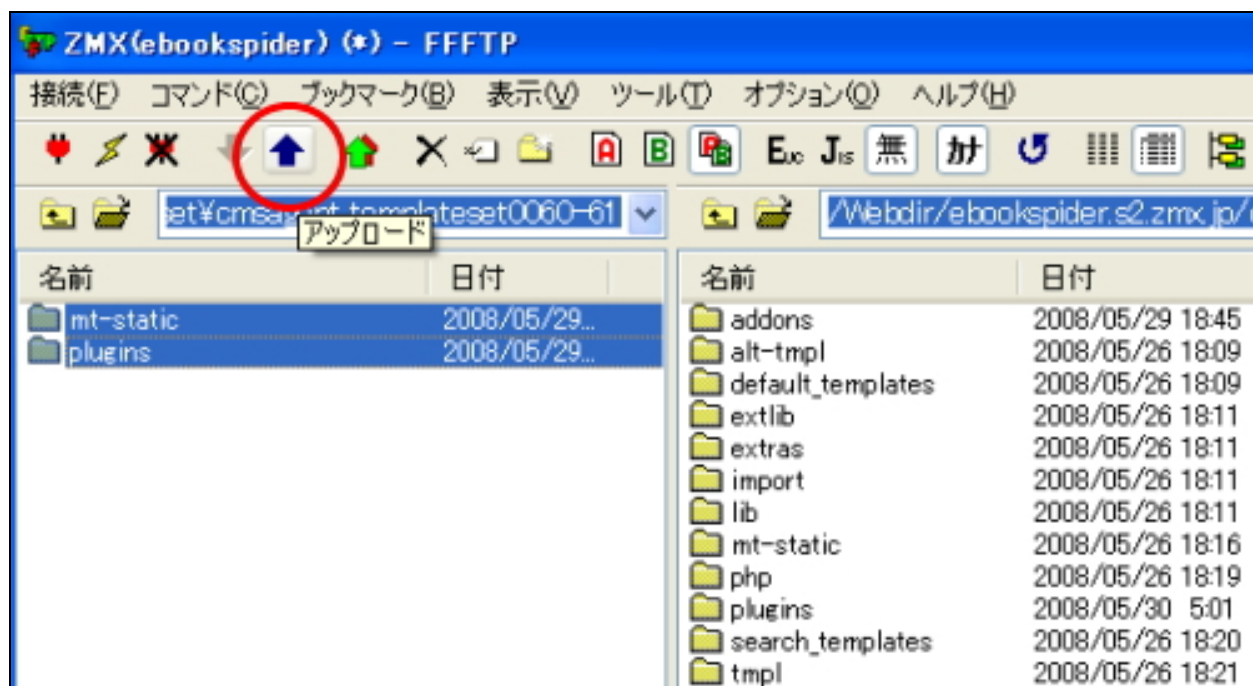 ZMX(ebookspider) (*) - FFFTP
接続(F) コマンド(C) ブックマーク(B) 表示(V) ツール(T) オプション(O) ヘルプ(H)
A B B Euc Jis 無 カナ
et¥cmsagent.templateset0060-61 /Webdir/ebookspider.s2.zmx.jp/
アップロード
名前 日付 名前 日付
mt-static 2008/05/29... addons 2008/05/29 18:45
plugins 2008/05/29... alt-tmpl 2008/05/26 18:09
default_templates 2008/05/26 18:09
extlib 2008/05/26 18:11
extras 2008/05/26 18:11
import 2008/05/26 18:11
lib 2008/05/26 18:11
mt-static 2008/05/26 18:16
php 2008/05/26 18:19
plugins 2008/05/30 5:01
search_templates 2008/05/26 18:20
tmpl 2008/05/26 18:21